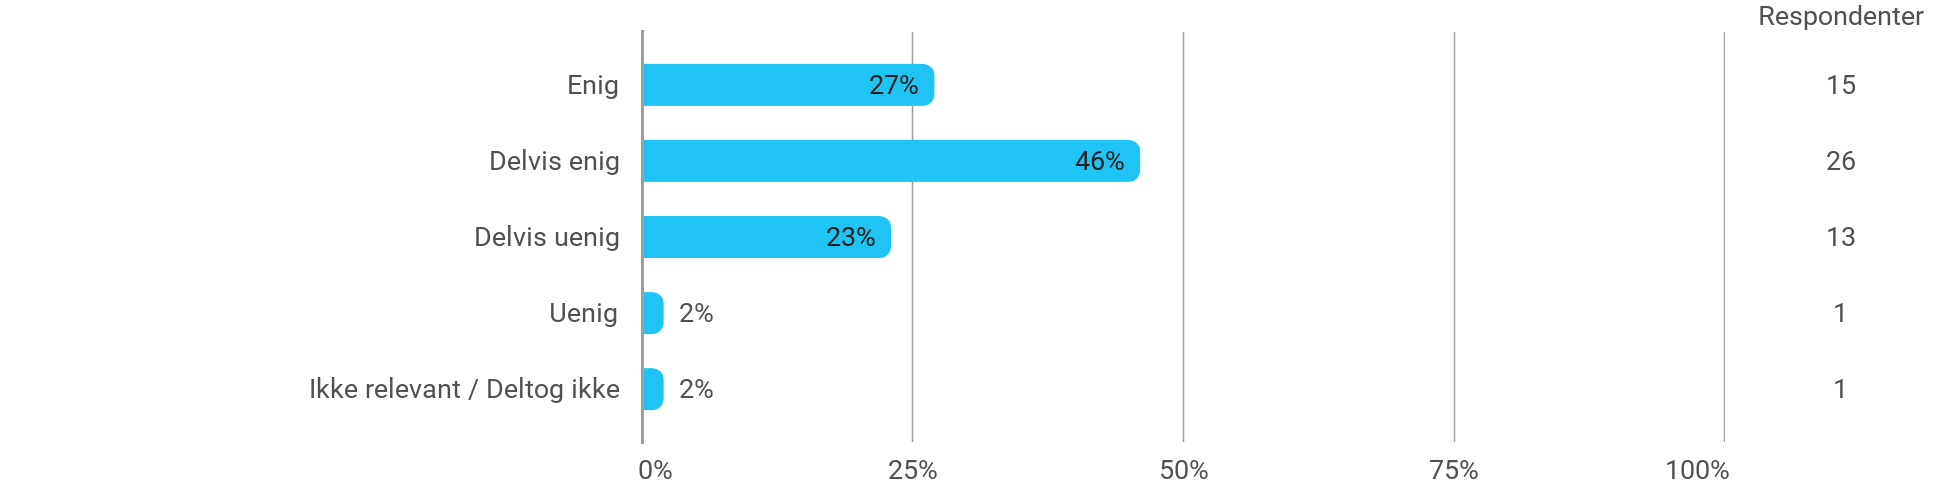 Respondenter
Enig 27% 15
Delvis enig 46% 26
Delvis uenig 23% 13
Uenig 2% 1
Ikke relevant / Deltog ikke 2% 1
0% 25% 50% 75% 100%